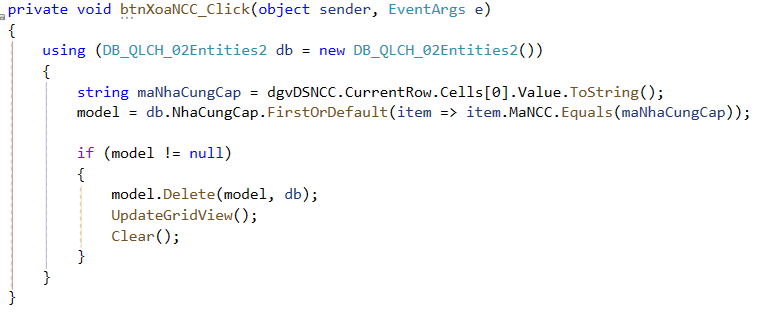 private void btnXoaNCC_Click(object sender, EventArgs e)
{
    using (DB_QLCH_02Entities2 db = new DB_QLCH_02Entities2())
    {
        string maNhaCungCap = dgvDSNCC.CurrentRow.Cells[0].Value.ToString();
        model = db.NhaCungCap.FirstOrDefault(item => item.MaNCC.Equals(maNhaCungCap));

        if (model != null)
        {
            model.Delete(model, db);
            UpdateGridView();
            Clear();
        }
    }
}